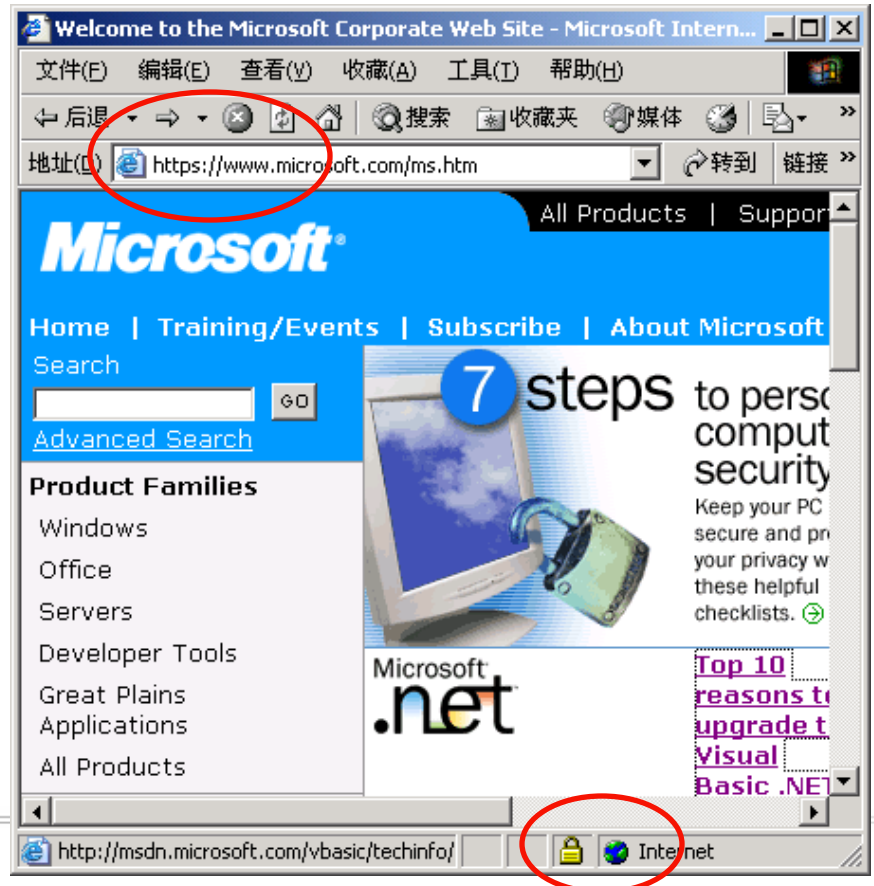 Welcome to the Microsoft Corporate Web Site - Microsoft Intern...
文件(F) 编辑(E) 查看(V) 收藏(A) 工具(T) 帮助(H)
后退 搜索 收藏夹 媒体 »
地址(D) https://www.microsoft.com/ms.htm 转到 链接 »
All Products | Suppor
Microsoft®
Home | Training/Events | Subscribe | About Microsoft
Search
GO
Advanced Search
Product Families
Windows
Office
Servers
Developer Tools
Great Plains
Applications
All Products
7 steps to perso
comput
security
Keep your PC
secure and pro
your privacy w
these helpful
checklists.
Microsoft
.net
Top 10
reasons to
upgrade t
Visual
Basic .NET
http://msdn.microsoft.com/vbasic/techinfo/ Internet